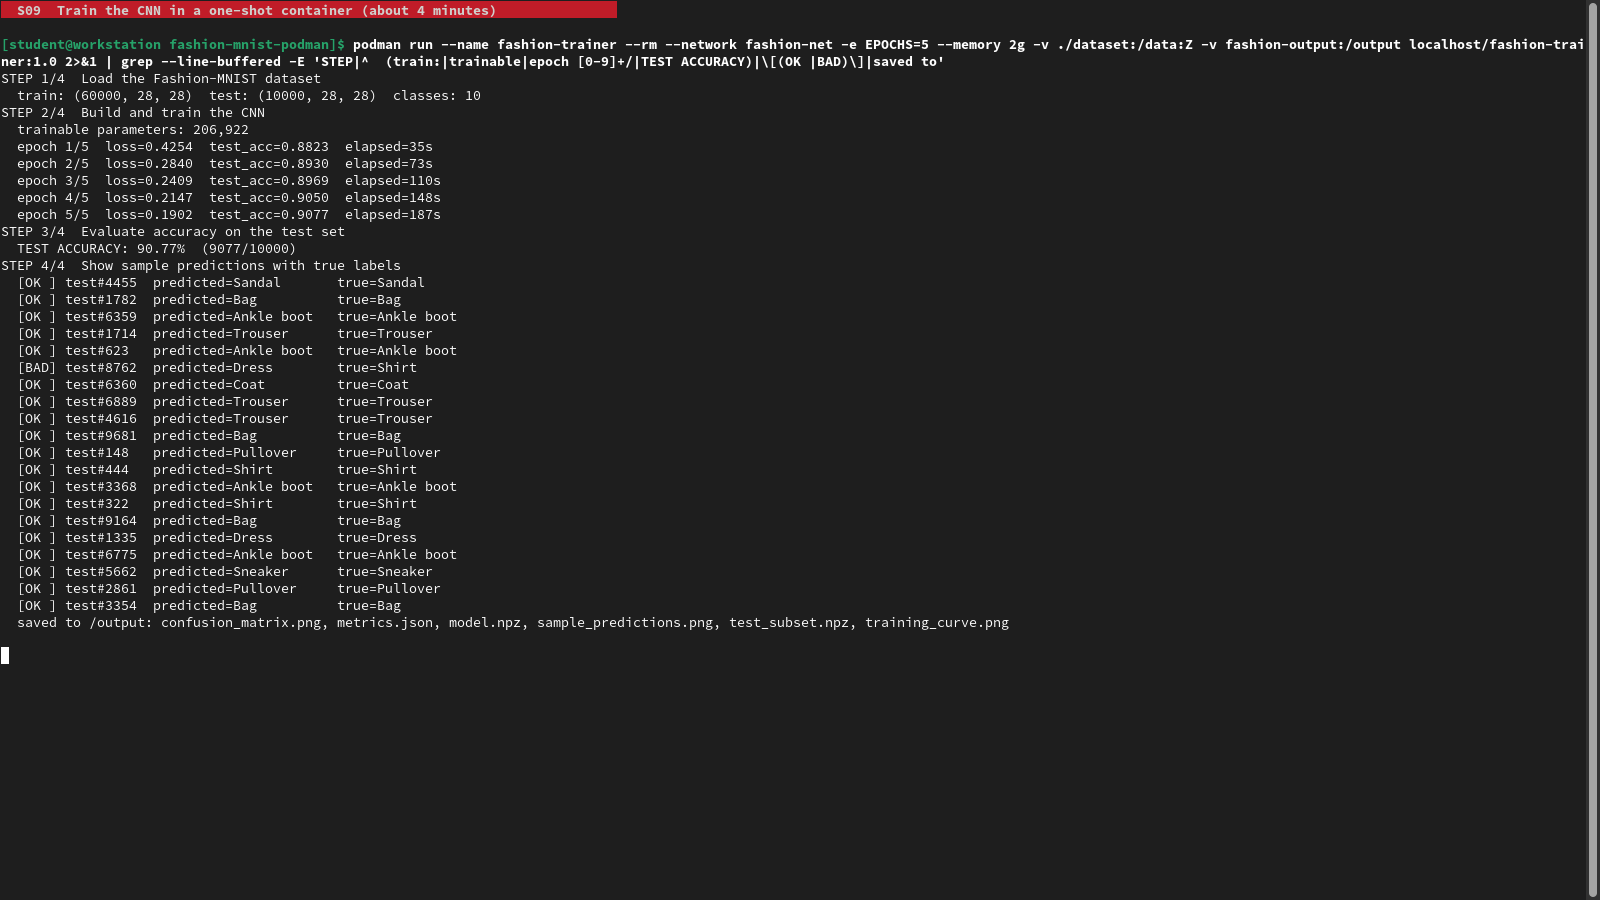 S09  Train the CNN in a one-shot container (about 4 minutes)
[student@workstation fashion-mnist-podman]$ podman run --name fashion-trainer --rm --network fashion-net -e EPOCHS=5 --memory 2g -v ./dataset:/data:Z -v fashion-output:/output localhost/fashion-trai
ner:1.0 2>&1 | grep --line-buffered -E 'STEP|^  (train:|trainable|epoch [0-9]+/|TEST ACCURACY)|\[(OK |BAD)\]|saved to'
STEP 1/4  Load the Fashion-MNIST dataset
  train: (60000, 28, 28)  test: (10000, 28, 28)  classes: 10
STEP 2/4  Build and train the CNN
  trainable parameters: 206,922
  epoch 1/5  loss=0.4254  test_acc=0.8823  elapsed=35s
  epoch 2/5  loss=0.2840  test_acc=0.8930  elapsed=73s
  epoch 3/5  loss=0.2409  test_acc=0.8969  elapsed=110s
  epoch 4/5  loss=0.2147  test_acc=0.9050  elapsed=148s
  epoch 5/5  loss=0.1902  test_acc=0.9077  elapsed=187s
STEP 3/4  Evaluate accuracy on the test set
  TEST ACCURACY: 90.77%  (9077/10000)
STEP 4/4  Show sample predictions with true labels
  [OK ] test#4455  predicted=Sandal       true=Sandal
  [OK ] test#1782  predicted=Bag          true=Bag
  [OK ] test#6359  predicted=Ankle boot   true=Ankle boot
  [OK ] test#1714  predicted=Trouser      true=Trouser
  [OK ] test#623   predicted=Ankle boot   true=Ankle boot
  [BAD] test#8762  predicted=Dress        true=Shirt
  [OK ] test#6360  predicted=Coat         true=Coat
  [OK ] test#6889  predicted=Trouser      true=Trouser
  [OK ] test#4616  predicted=Trouser      true=Trouser
  [OK ] test#9681  predicted=Bag          true=Bag
  [OK ] test#148   predicted=Pullover     true=Pullover
  [OK ] test#444   predicted=Shirt        true=Shirt
  [OK ] test#3368  predicted=Ankle boot   true=Ankle boot
  [OK ] test#322   predicted=Shirt        true=Shirt
  [OK ] test#9164  predicted=Bag          true=Bag
  [OK ] test#1335  predicted=Dress        true=Dress
  [OK ] test#6775  predicted=Ankle boot   true=Ankle boot
  [OK ] test#5662  predicted=Sneaker      true=Sneaker
  [OK ] test#2861  predicted=Pullover     true=Pullover
  [OK ] test#3354  predicted=Bag          true=Bag
  saved to /output: confusion_matrix.png, metrics.json, model.npz, sample_predictions.png, test_subset.npz, training_curve.png